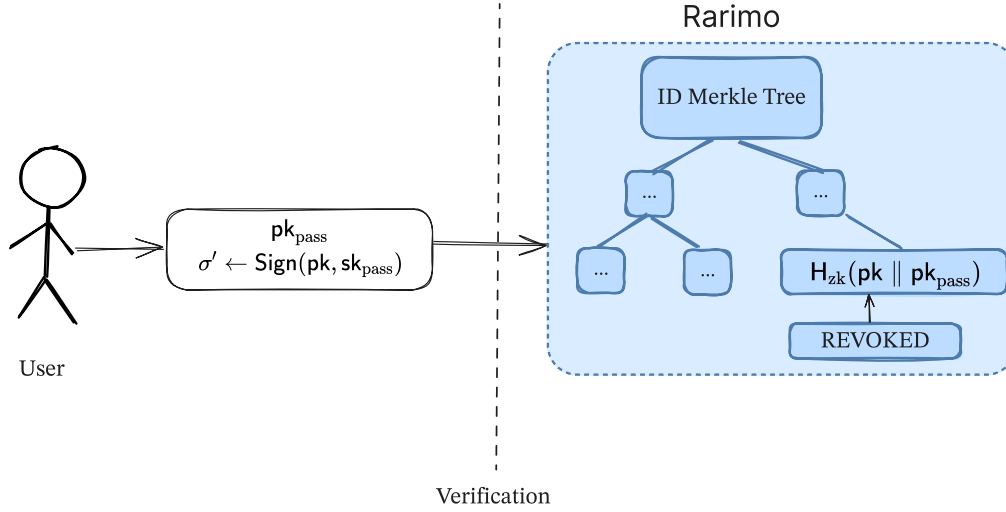 Rarimo
ID Merkle Tree
...
...
pk_pass
σ′ ← Sign(pk, sk_pass)
...
...
H_zk(pk ∥ pk_pass)
REVOKED
User
Verification